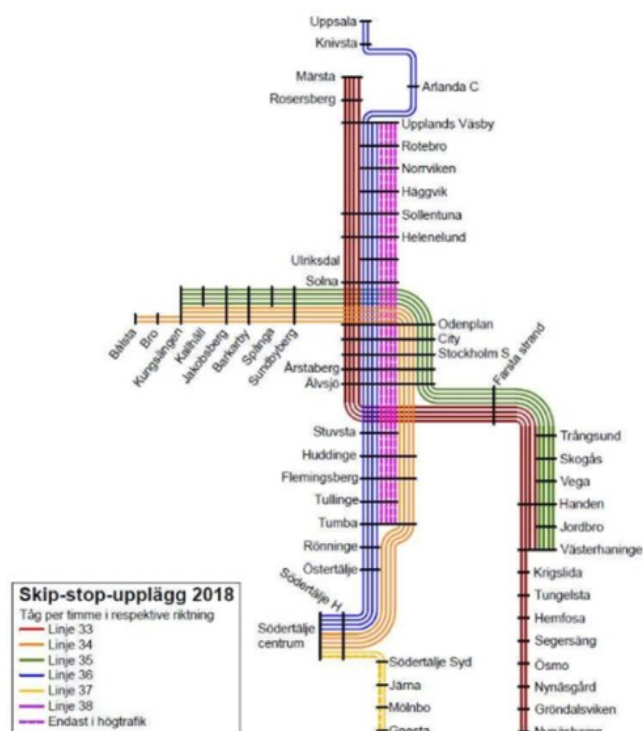 Uppsala
Knivsta
Märsta
Arlanda C
Rosersberg
Upplands Väsby
Rotebro
Norrviken
Häggvik
Sollentuna
Helenelund
Ulriksdal
Solna
Bålsta
Bro
Kungsängen
Kallhäll
Jakobsberg
Barkarby
Spånga
Sundbyberg
Odenplan
City
Stockholm S
Årstaberg
Älvsjö
Farsta strand
Stuvsta
Huddinge
Flemingsberg
Tullinge
Tumba
Rönninge
Östertälje
Södertälje H
Södertälje
centrum
Södertälje Syd
Järna
Mölnbo
Gnesta
Trångsund
Skogås
Vega
Handen
Jordbro
Västerhaninge
Krigslida
Tungelsta
Hemfosa
Segersäng
Ösmo
Nynäsgård
Gröndalsviken
Nynäshamn
Skip-stop-upplägg 2018
Tåg per timme i respektive riktning
Linje 33
Linje 34
Linje 35
Linje 36
Linje 37
Linje 38
Endast i högtrafik